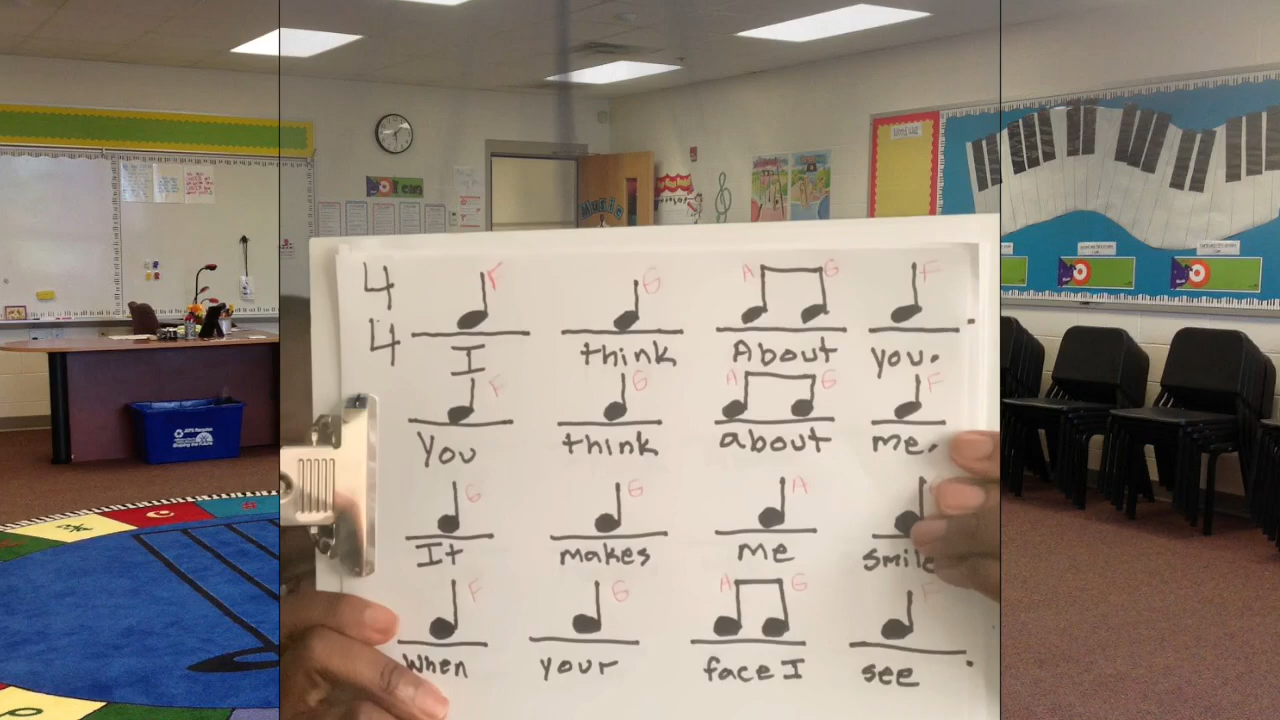 I can
Music
4 F G A G F
4 I think About you.
F G A G F
You think about me.
G G A
It makes me smile
F G A G F
When your face I see.